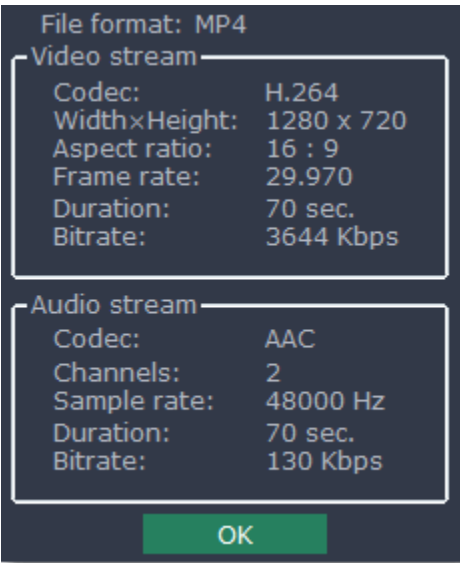 File format: MP4
Video stream
Codec: H.264
Width×Height: 1280 x 720
Aspect ratio: 16 : 9
Frame rate: 29.970
Duration: 70 sec.
Bitrate: 3644 Kbps
Audio stream
Codec: AAC
Channels: 2
Sample rate: 48000 Hz
Duration: 70 sec.
Bitrate: 130 Kbps
OK